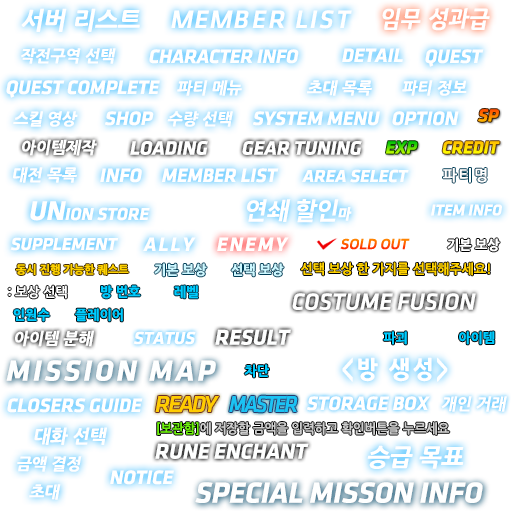 서버 리스트 MEMBER LIST 임무 성과급
작전구역 선택 CHARACTER INFO DETAIL QUEST
QUEST COMPLETE 파티 메뉴 초대 목록 파티 정보
스킬 영상 SHOP 수량 선택 SYSTEM MENU OPTION SP
아이템제작 LOADING GEAR TUNING EXP CREDIT
대전 목록 INFO MEMBER LIST AREA SELECT 파티명
UNION STORE 연쇄 할인마 ITEM INFO
SUPPLEMENT ALLY ENEMY SOLD OUT 기본 보상
동시 진행 가능한 퀘스트 기본 보상 선택 보상 선택 보상 한 가지를 선택해주세요!
: 보상 선택 방 번호 레벨 COSTUME FUSION
인원수 플레이어
아이템 분해 STATUS RESULT 파괴 아이템
MISSION MAP 차단 <방 생성>
CLOSERS GUIDE READY MASTER STORAGE BOX 개인 거래
대화 선택 [보관함]에 저장할 금액을 입력하고 확인버튼을 누르세요
금액 결정 RUNE ENCHANT 승급 목표
초대 NOTICE SPECIAL MISSON INFO